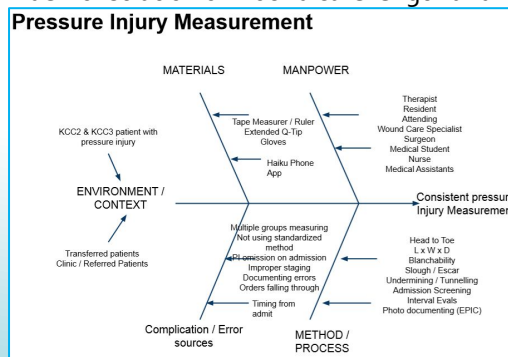 Pressure Injury Measurement
MATERIALS
MANPOWER
KCC2 & KCC3 patient with
pressure injury
Tape Measurer / Ruler
Extended Q-Tip
Gloves
Haiku Phone
App
Therapist
Resident
Attending
Wound Care Specialist
Surgeon
Medical Student
Nurse
Medical Assistants
ENVIRONMENT /
CONTEXT
Consistent pressu
Injury Measureme
Transferred patients
Clinic / Referred Patients
Multiple groups measuring
Not using standardized
method
PI omission on admission
Improper staging
Documenting errors
Orders falling through
Timing from
admit
Head to Toe
L x W x D
Blanchability
Slough / Escar
Undermining / Tunnelling
Admission Screening
Interval Evals
Photo documenting (EPIC)
Complication / Error
sources
METHOD /
PROCESS